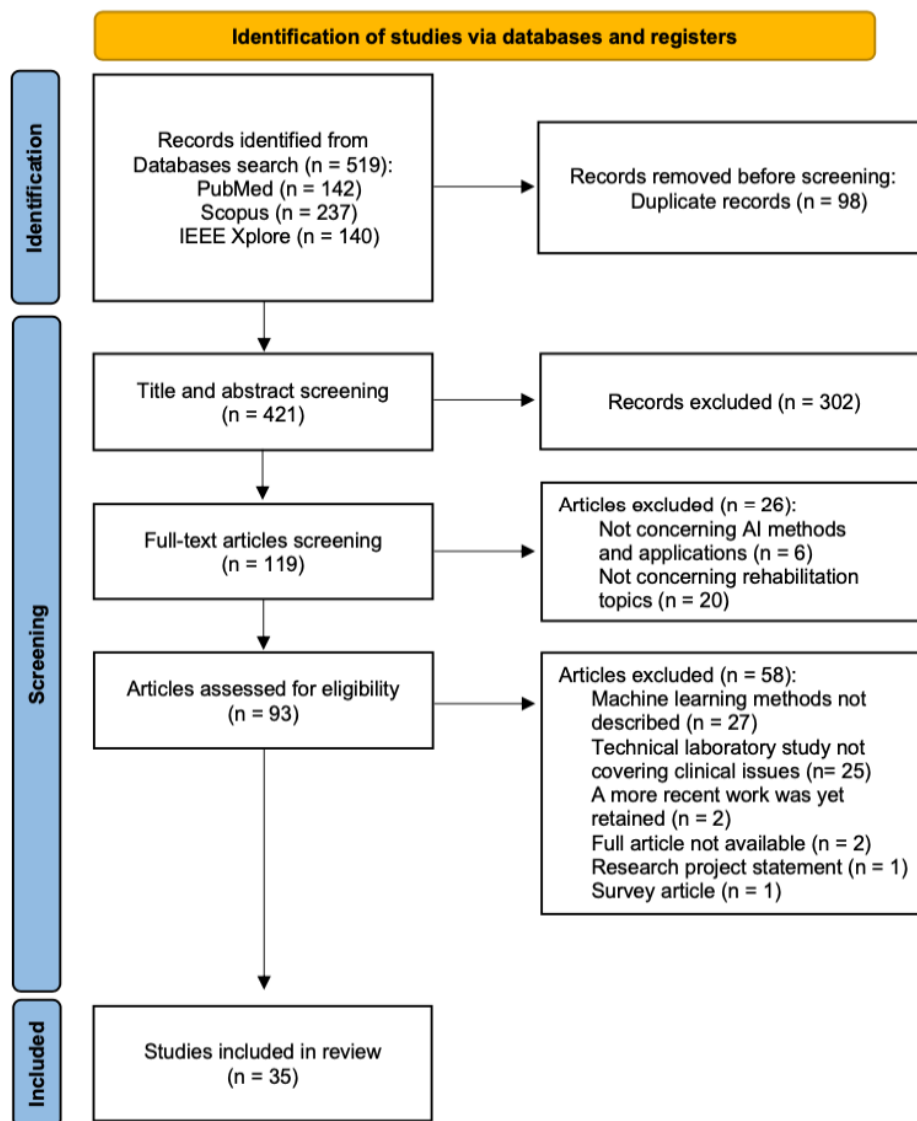 Identification of studies via databases and registers
Identification
Records identified from
Databases search (n = 519):
PubMed (n = 142)
Scopus (n = 237)
IEEE Xplore (n = 140)
Records removed before screening:
Duplicate records (n = 98)
Screening
Title and abstract screening
(n = 421)
Records excluded (n = 302)
Full-text articles screening
(n = 119)
Articles excluded (n = 26):
Not concerning AI methods
and applications (n = 6)
Not concerning rehabilitation
topics (n = 20)
Articles assessed for eligibility
(n = 93)
Articles excluded (n = 58):
Machine learning methods not
described (n = 27)
Technical laboratory study not
covering clinical issues (n= 25)
A more recent work was yet
retained (n = 2)
Full article not available (n = 2)
Research project statement (n = 1)
Survey article (n = 1)
Included
Studies included in review
(n = 35)